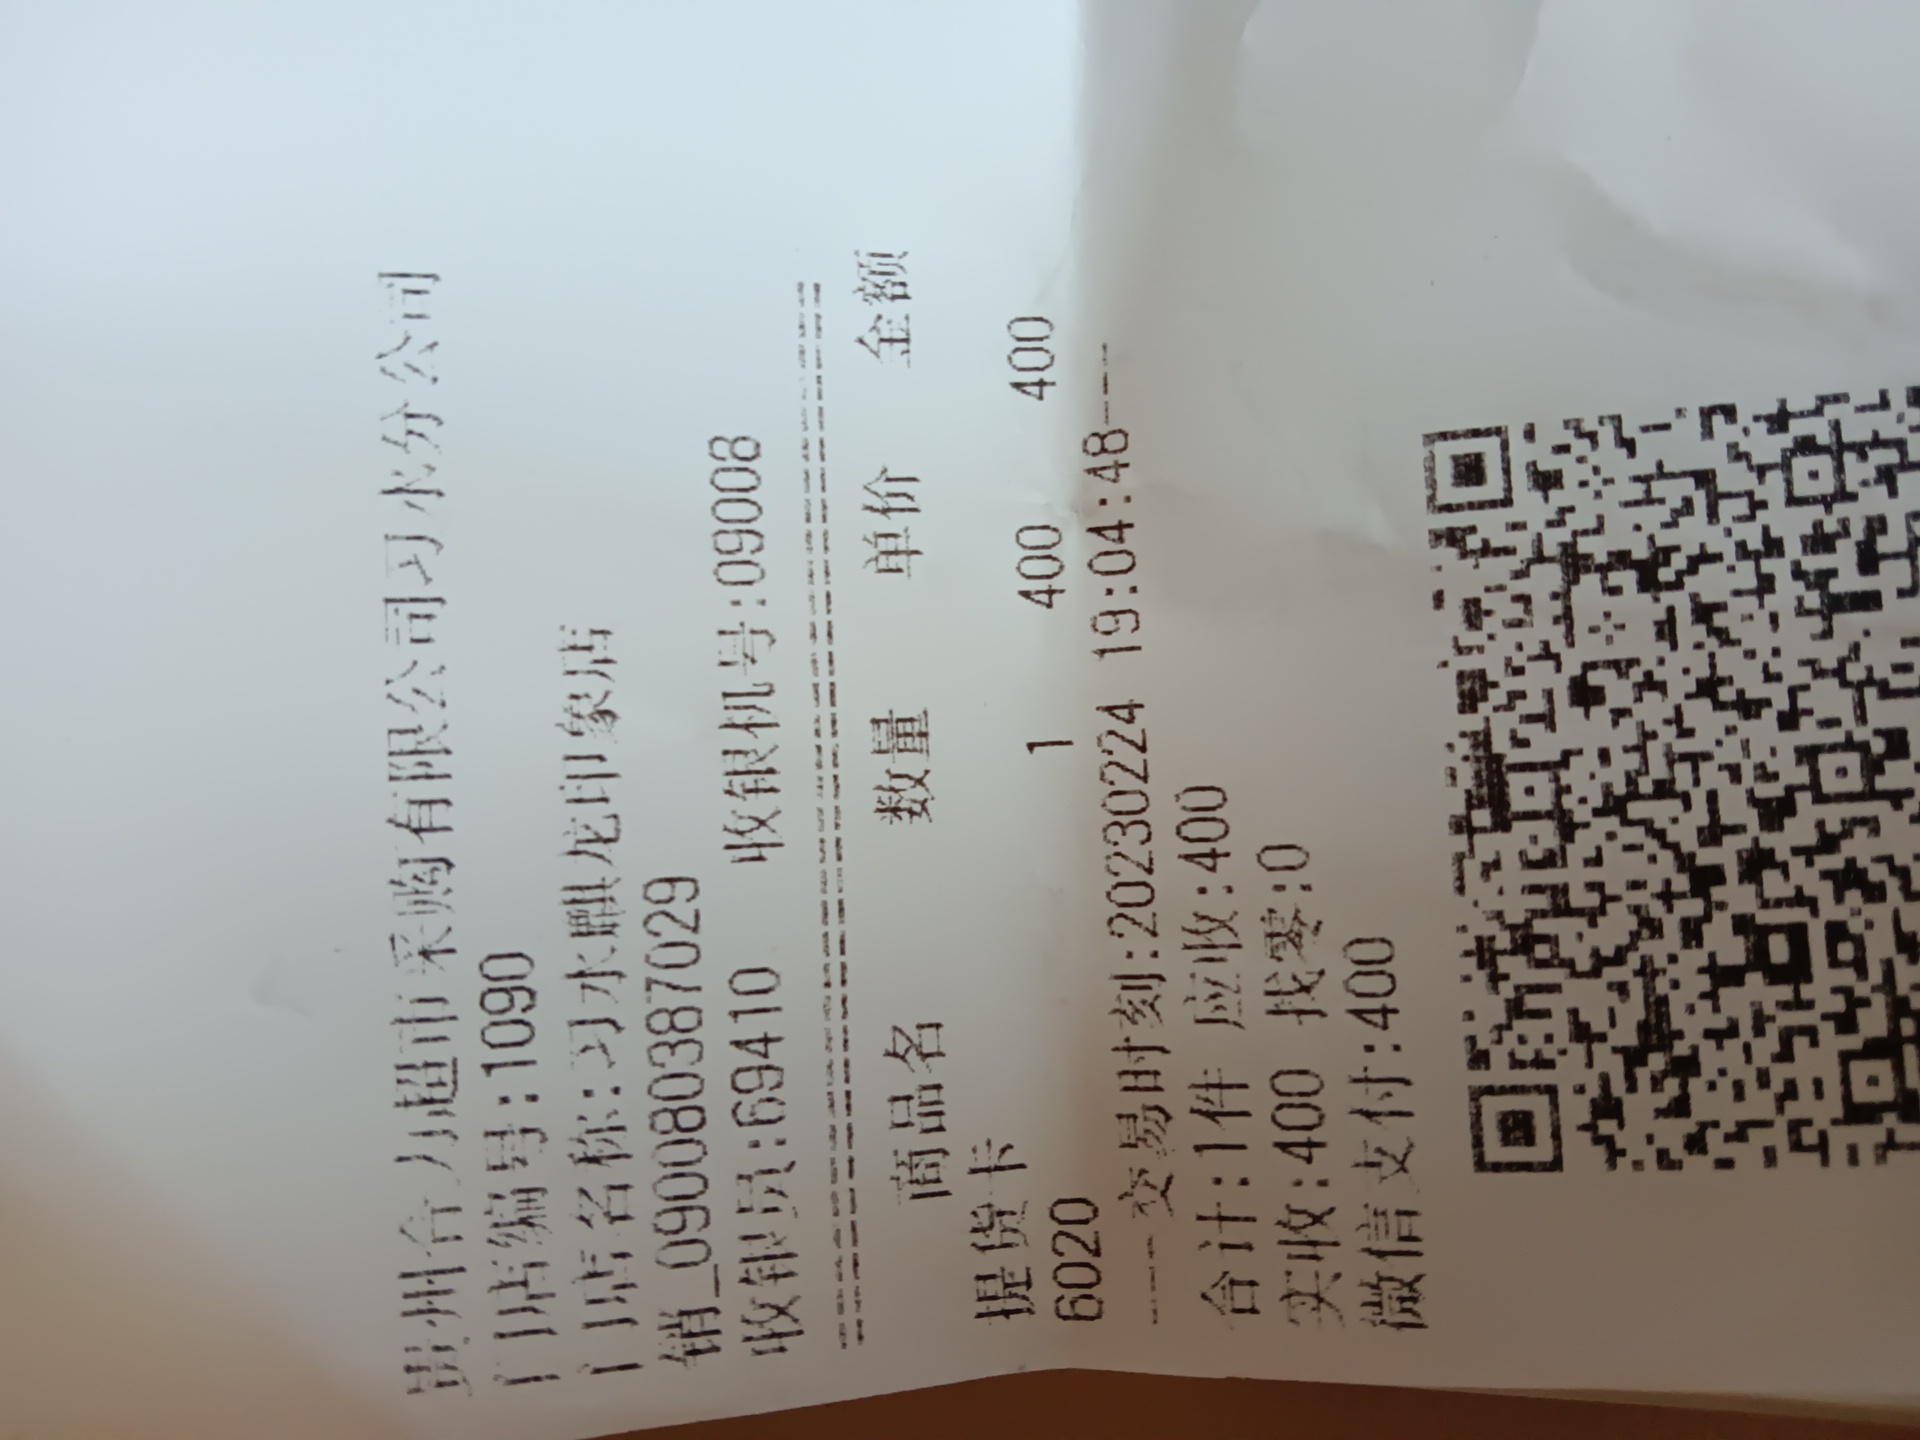 贵州合力超市采购有限公司习水分公司
门店编号:1090
门店名称:习水麒龙印象店
销_090080387029
收银员:69410 收银机号:09008
================================
商品名 数量 单价 金额
提货卡
6020 1 400 400
----交易时刻:20230224 19:04:48----
合计:1件 应收:400
实收:400 找零:0
微信支付:400